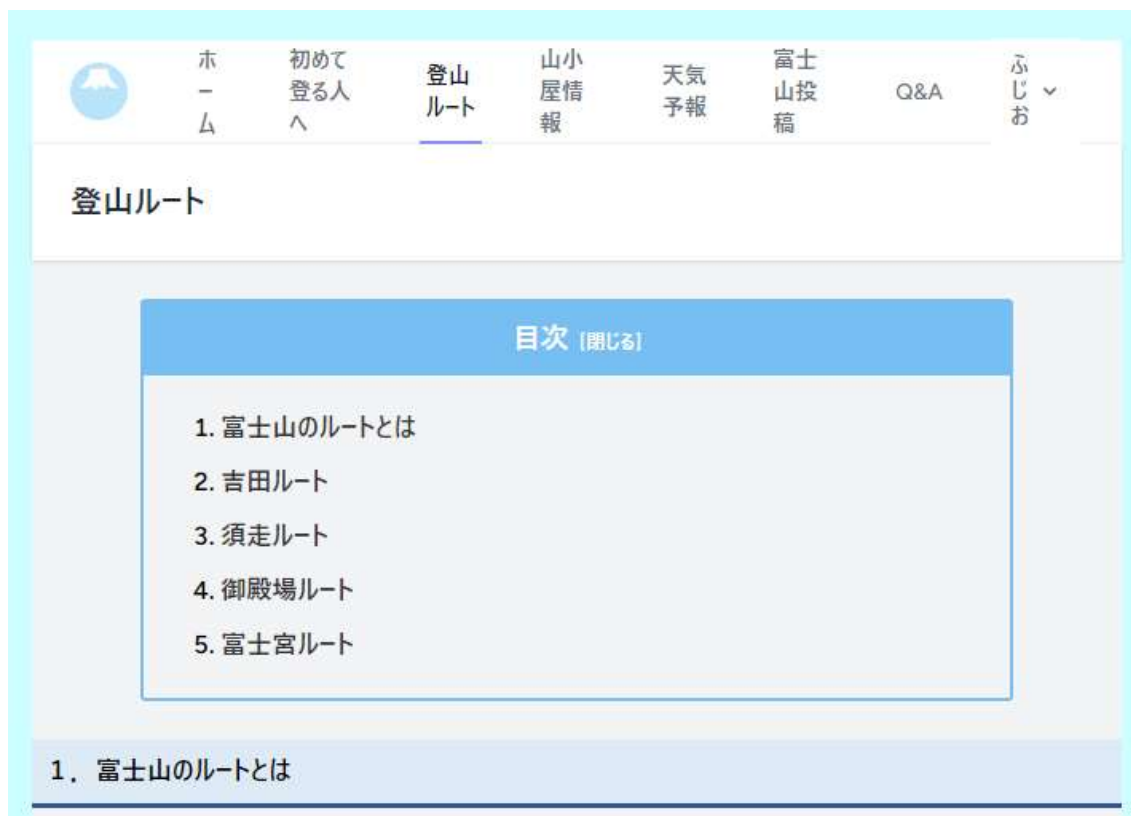 ホーム
初めて登る人へ
登山ルート
山小屋情報
天気予報
富士山投稿
Q&A
ふじお
登山ルート
目次 [閉じる]
1. 富士山のルートとは
2. 吉田ルート
3. 須走ルート
4. 御殿場ルート
5. 富士宮ルート
1．富士山のルートとは